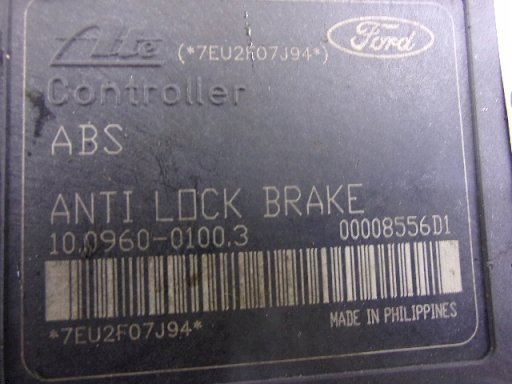 Ate (*7EU2F07J94*) Ford
Controller
ABS
ANTI LOCK BRAKE
10.0960-0100.3 00008556D1
*7EU2F07J94*
MADE IN PHILIPPINES